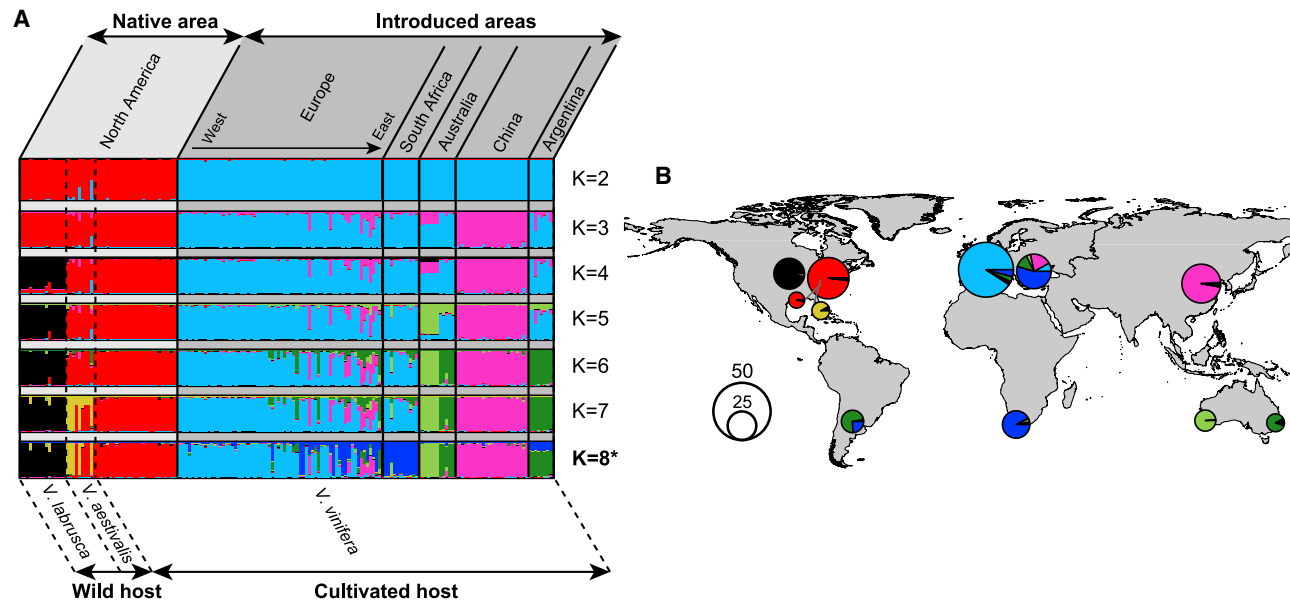 A
Native area
Introduced areas
North America
West
Europe
East
South Africa
Australia
China
Argentina
K=2
K=3
K=4
K=5
K=6
K=7
K=8*
V. labrusca
V. aestivalis
V. vinifera
Wild host
Cultivated host
B
50
25